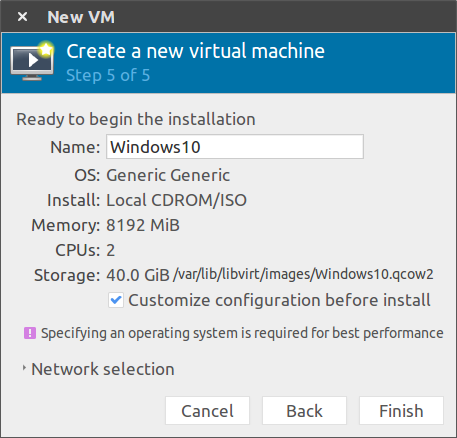 New VM
Create a new virtual machine
Step 5 of 5
Ready to begin the installation
Name: Windows10
OS: Generic Generic
Install: Local CDROM/ISO
Memory: 8192 MiB
CPUs: 2
Storage: 40.0 GiB /var/lib/libvirt/images/Windows10.qcow2
Customize configuration before install
Specifying an operating system is required for best performance
Network selection
Cancel Back Finish